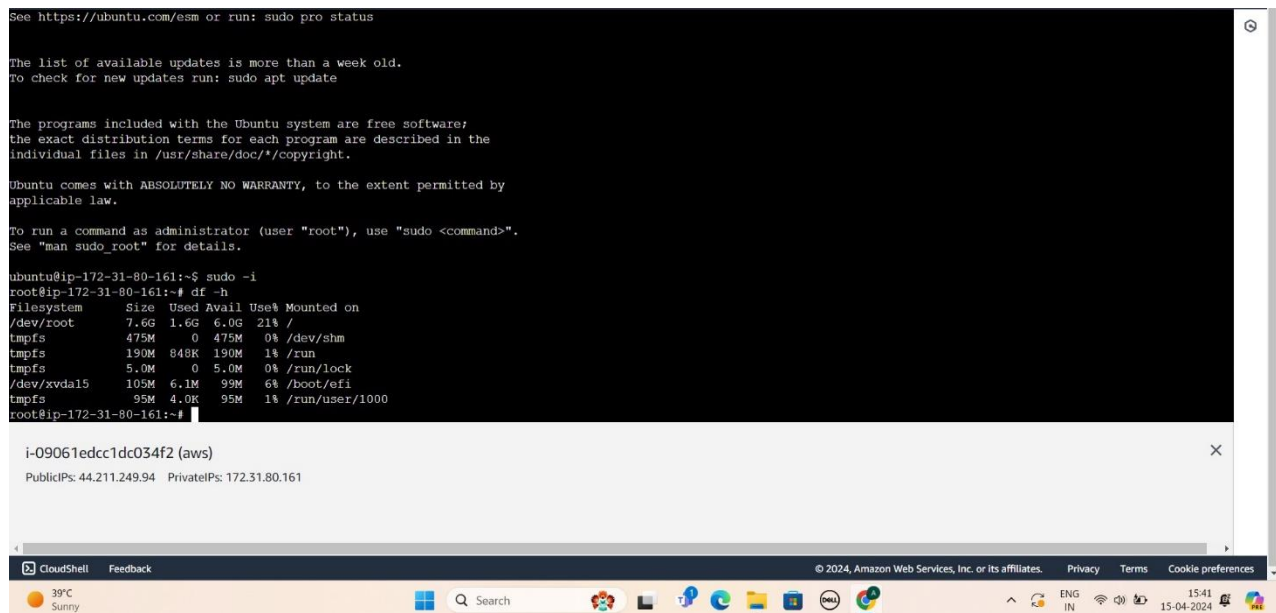 See https://ubuntu.com/esm or run: sudo pro status
The list of available updates is more than a week old.
To check for new updates run: sudo apt update
The programs included with the Ubuntu system are free software;
the exact distribution terms for each program are described in the
individual files in /usr/share/doc/*/copyright.
Ubuntu comes with ABSOLUTELY NO WARRANTY, to the extent permitted by
applicable law.
To run a command as administrator (user "root"), use "sudo <command>".
See "man sudo_root" for details.
ubuntu@ip-172-31-80-161:~$ sudo -i
root@ip-172-31-80-161:~# df -h
Filesystem Size Used Avail Use% Mounted on
/dev/root 7.6G 1.6G 6.0G 21% /
tmpfs 475M 0 475M 0% /dev/shm
tmpfs 190M 848K 190M 1% /run
tmpfs 5.0M 0 5.0M 0% /run/lock
/dev/xvda15 105M 6.1M 99M 6% /boot/efi
tmpfs 95M 4.0K 95M 1% /run/user/1000
root@ip-172-31-80-161:~#
i-09061edcc1dc034f2 (aws)
PublicIPs: 44.211.249.94 PrivateIPs: 172.31.80.161
CloudShell Feedback © 2024, Amazon Web Services, Inc. or its affiliates. Privacy Terms Cookie preferences
39°C
Sunny
Search
DELL
ENG
IN
15:41
15-04-2024
PRE